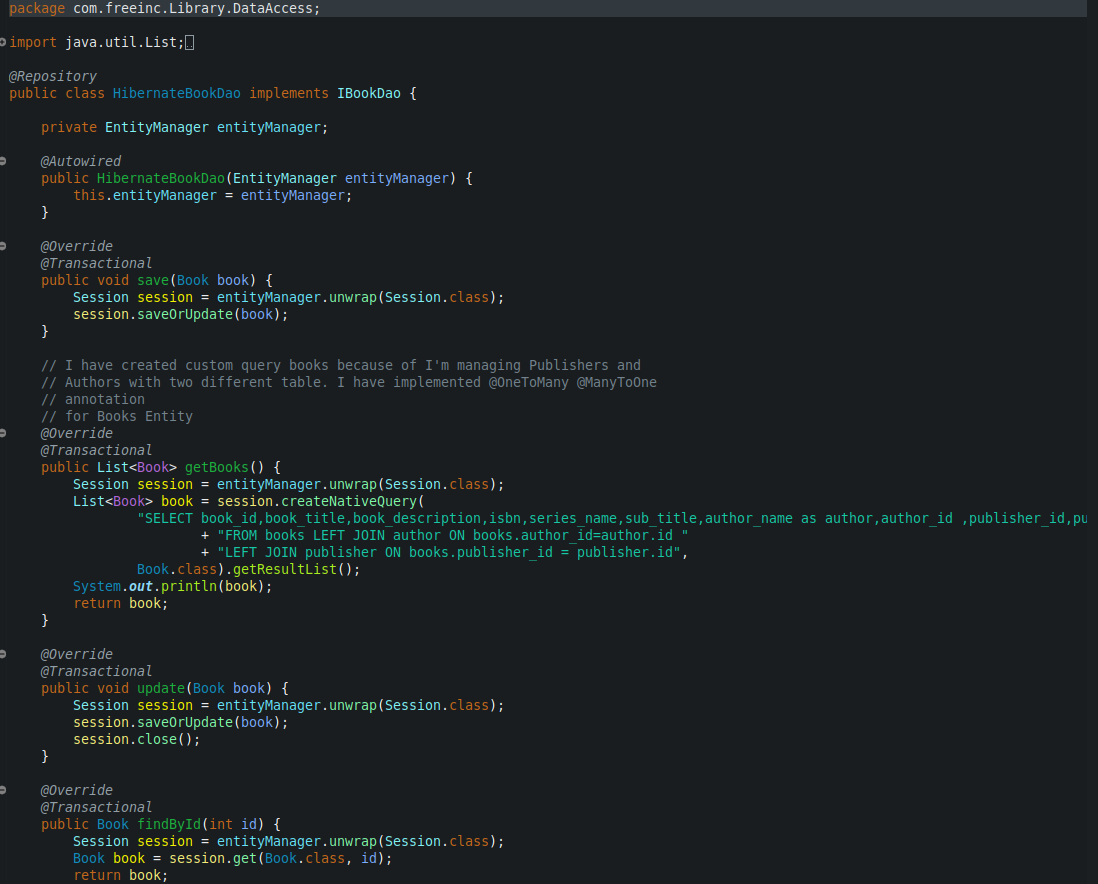 package com.freeinc.Library.DataAccess;
import java.util.List;
@Repository
public class HibernateBookDao implements IBookDao {
private EntityManager entityManager;
@Autowired
public HibernateBookDao(EntityManager entityManager) {
this.entityManager = entityManager;
}
@Override
@Transactional
public void save(Book book) {
Session session = entityManager.unwrap(Session.class);
session.saveOrUpdate(book);
}
// I have created custom query books because of I'm managing Publishers and
// Authors with two different table. I have implemented @OneToMany @ManyToOne
// annotation
// for Books Entity
@Override
@Transactional
public List<Book> getBooks() {
Session session = entityManager.unwrap(Session.class);
List<Book> book = session.createNativeQuery(
"SELECT book_id,book_title,book_description,isbn,series_name,sub_title,author_name as author,author_id ,publisher_id,pu
+ "FROM books LEFT JOIN author ON books.author_id=author.id "
+ "LEFT JOIN publisher ON books.publisher_id = publisher.id",
Book.class).getResultList();
System.out.println(book);
return book;
}
@Override
@Transactional
public void update(Book book) {
Session session = entityManager.unwrap(Session.class);
session.saveOrUpdate(book);
session.close();
}
@Override
@Transactional
public Book findById(int id) {
Session session = entityManager.unwrap(Session.class);
Book book = session.get(Book.class, id);
return book;